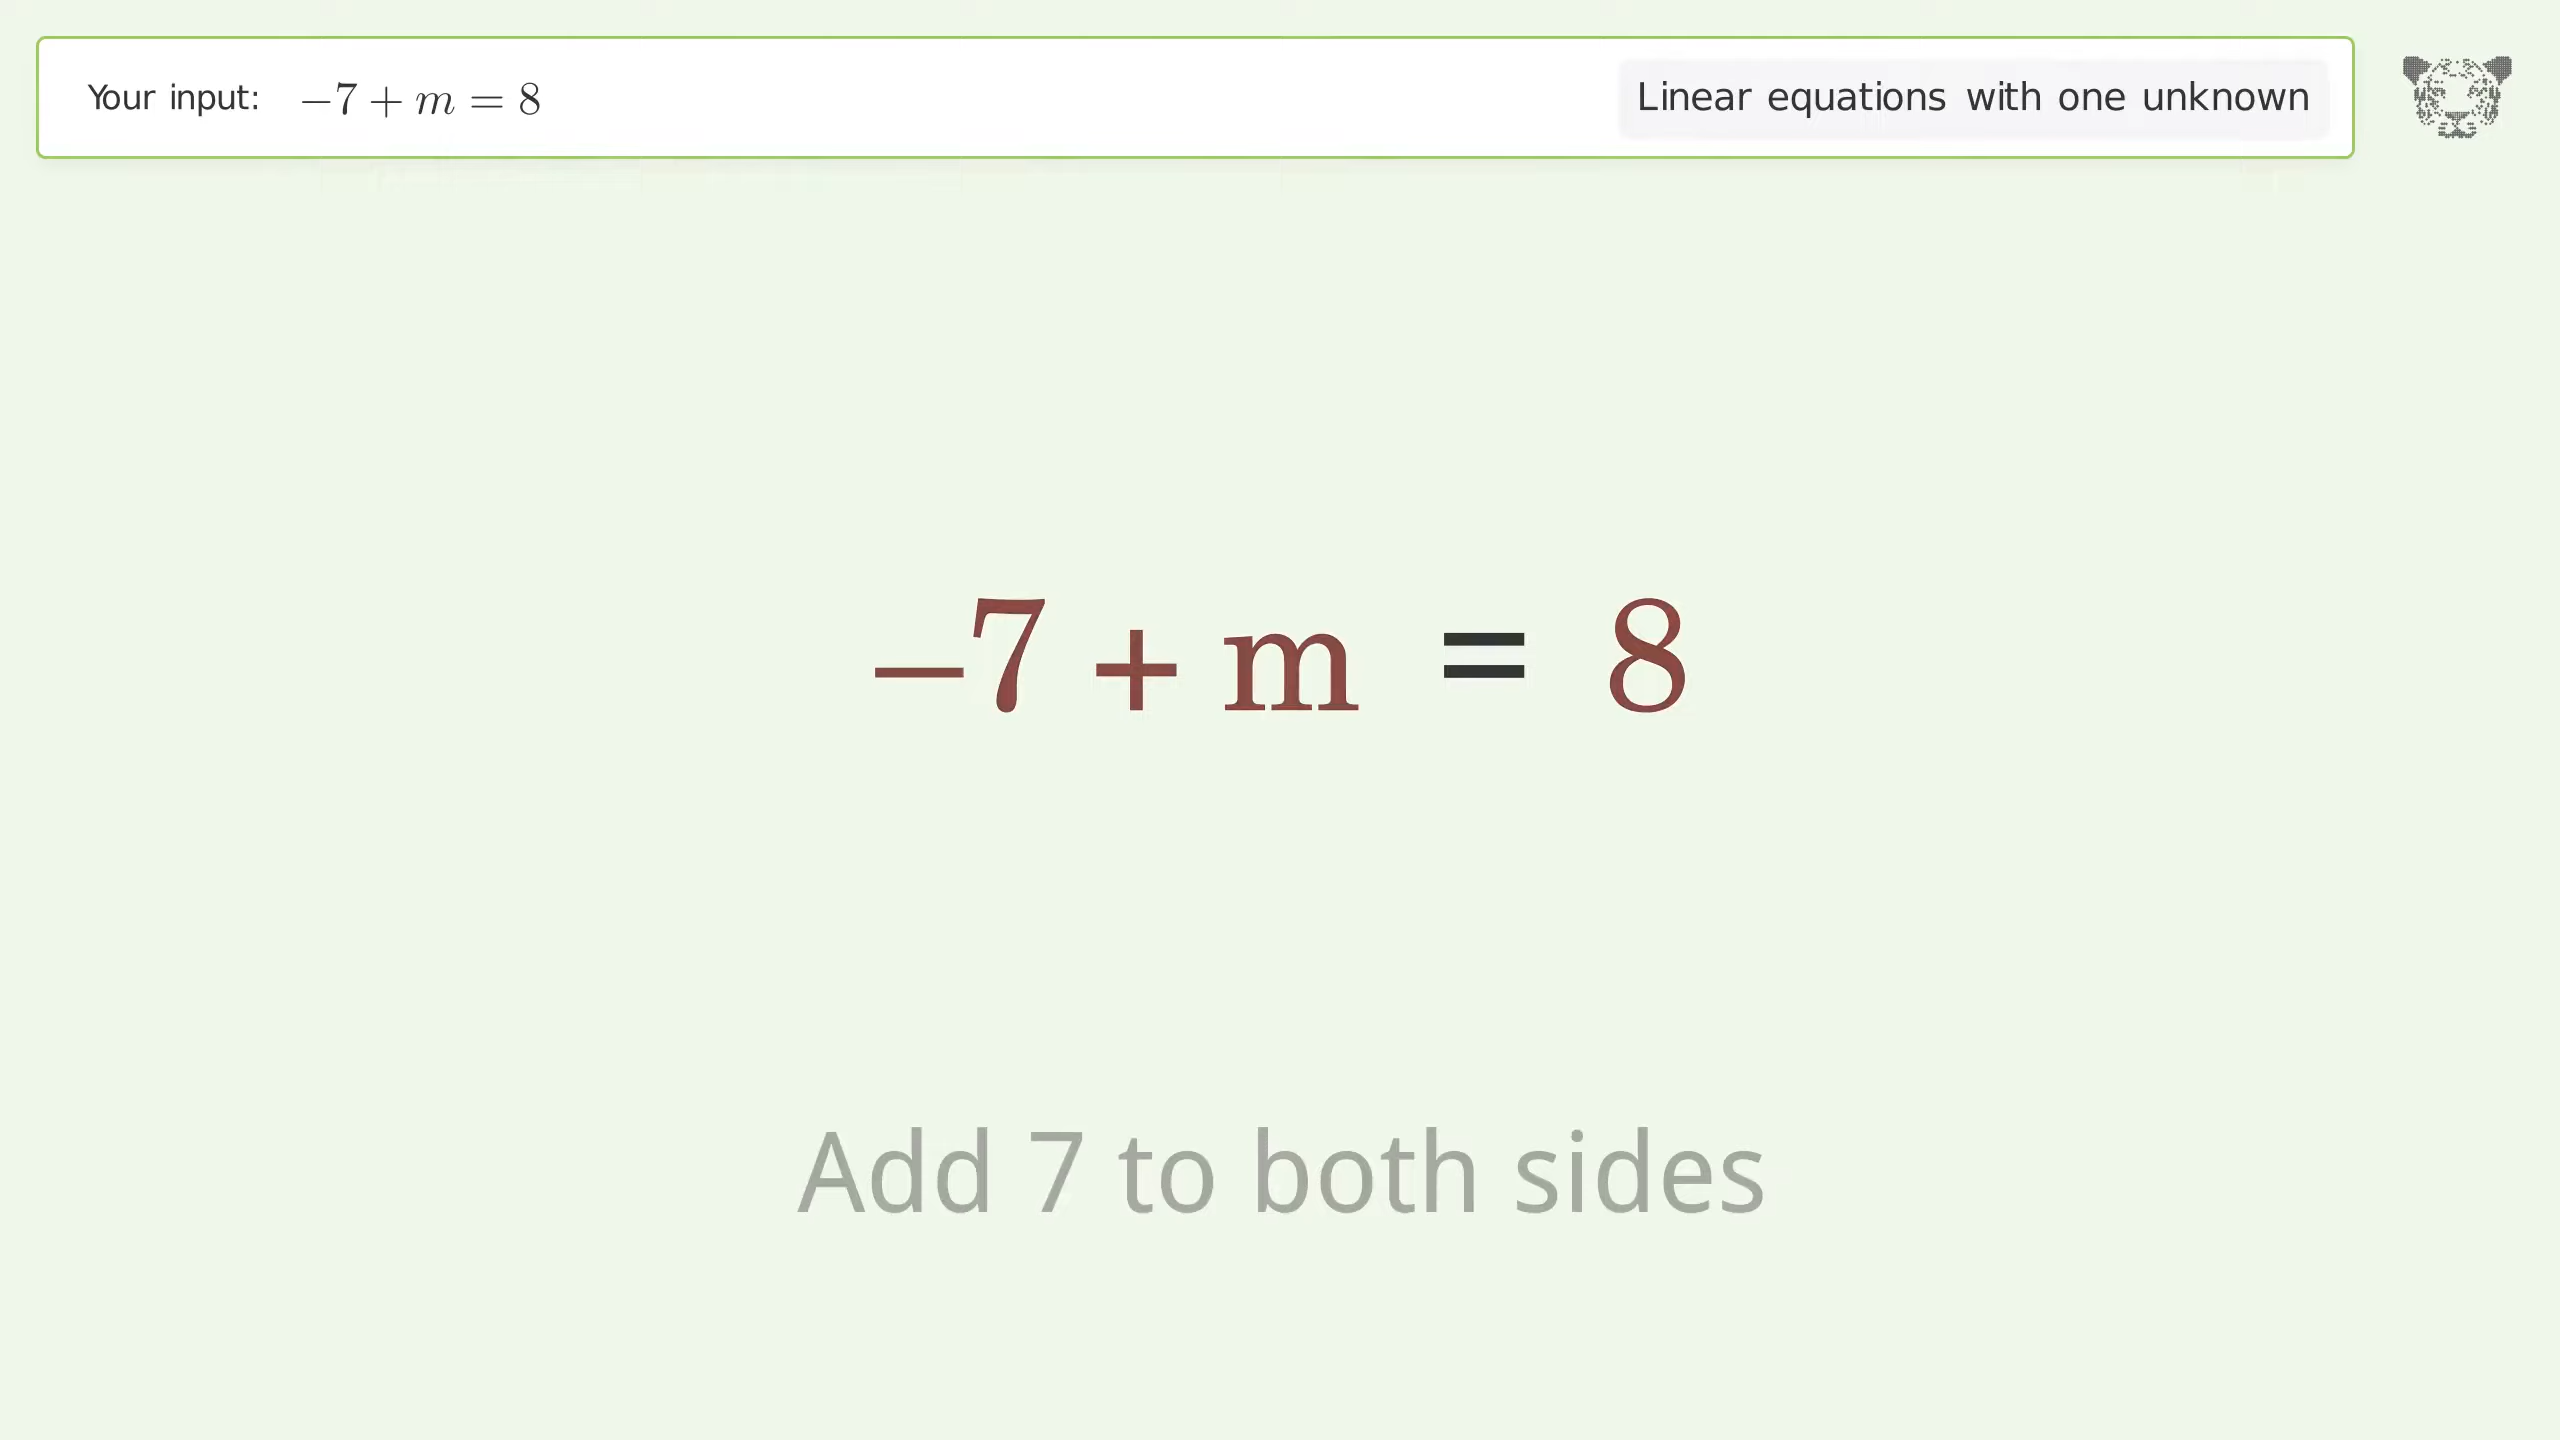 Your input: −7 + m = 8
Linear equations with one unknown
−7 + m = 8
Add 7 to both sides